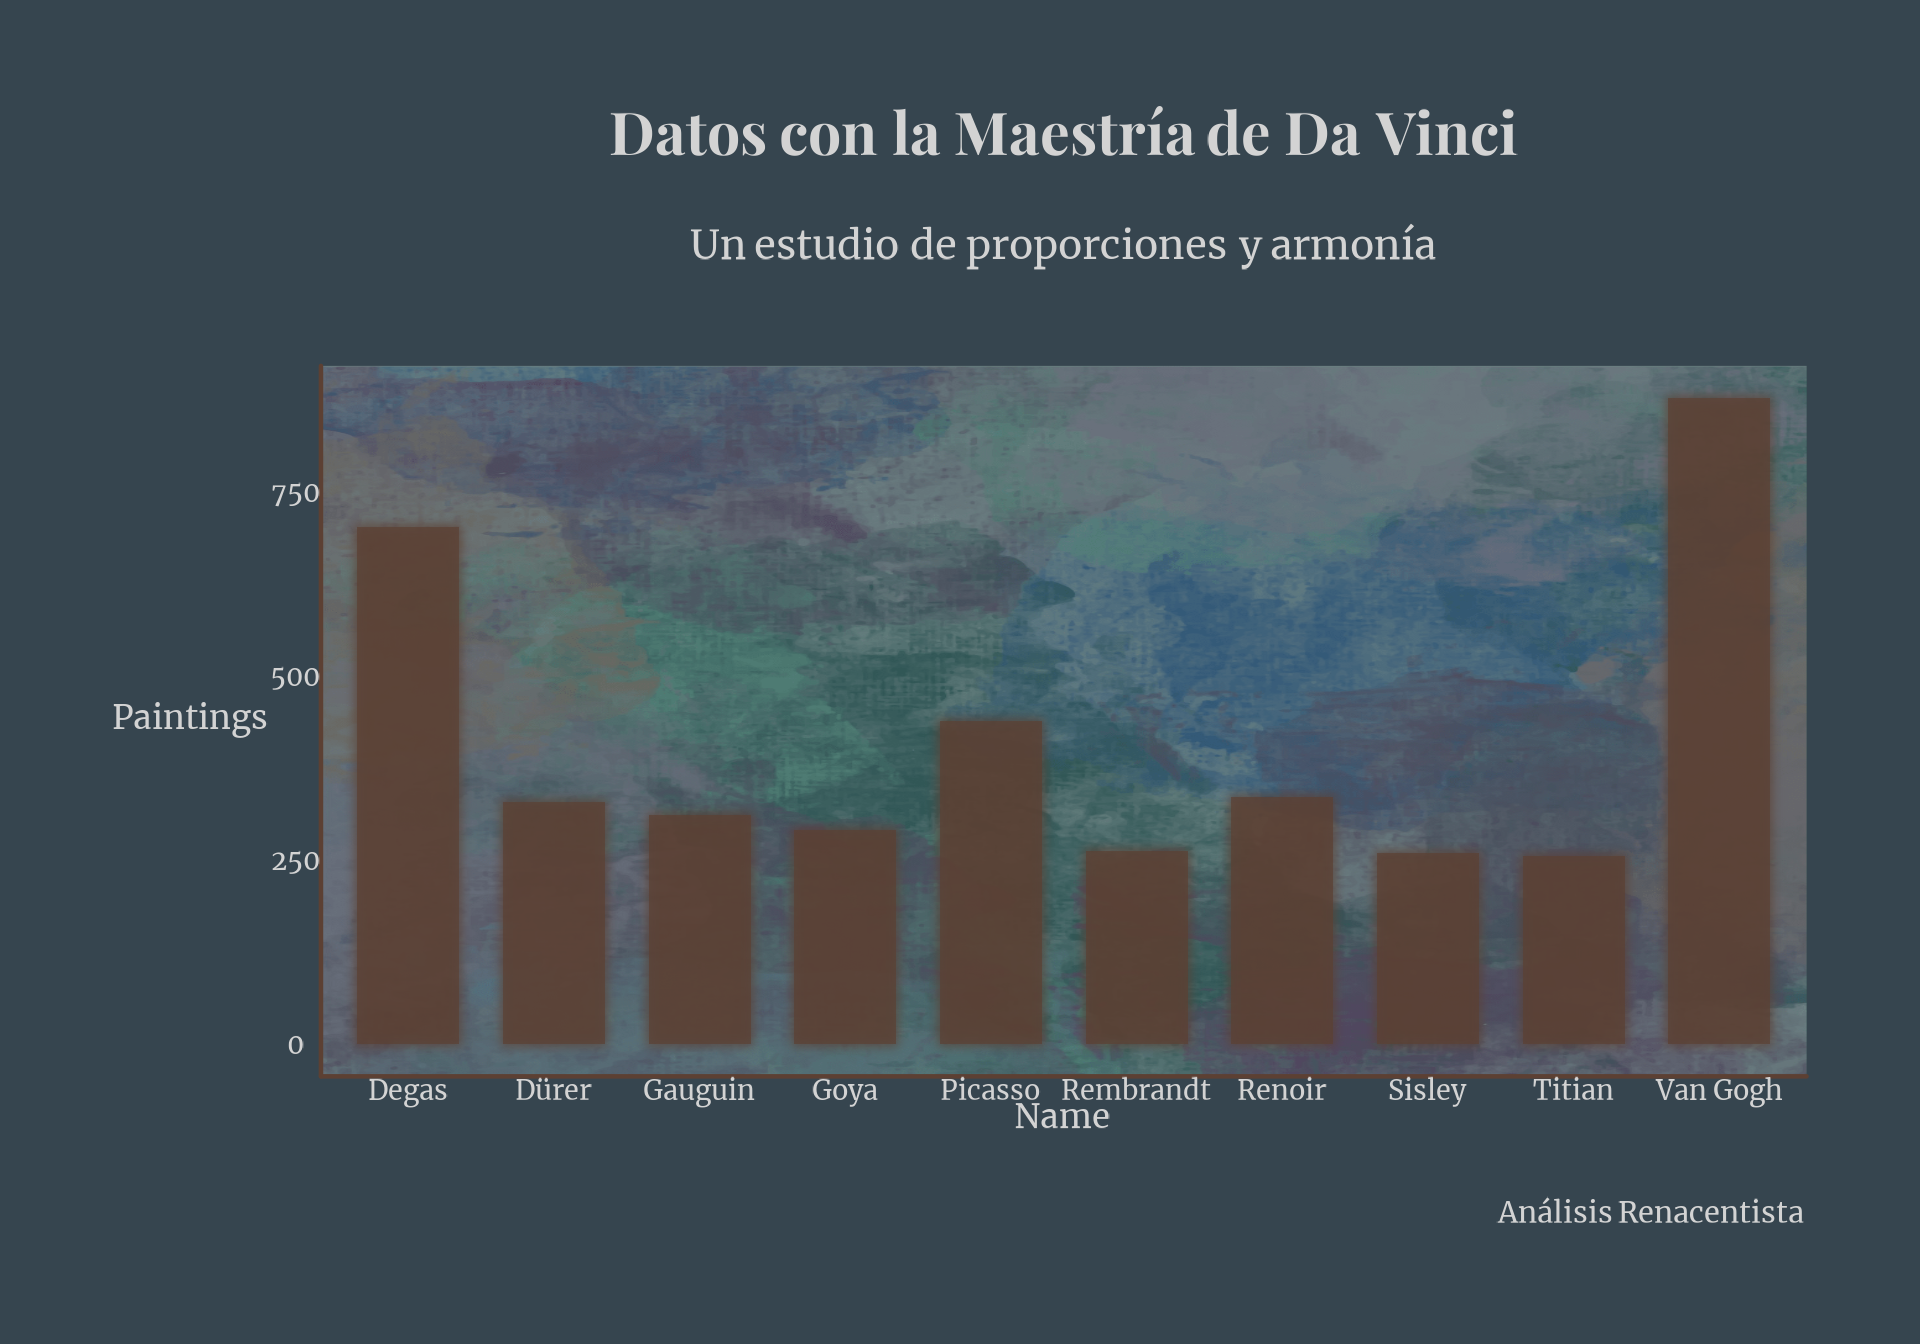 Datos con la Maestría de Da Vinci
Un estudio de proporciones y armonía
750
500
250
0
Paintings
Degas Dürer Gauguin Goya Picasso Rembrandt Renoir Sisley Titian Van Gogh
Name
Análisis Renacentista